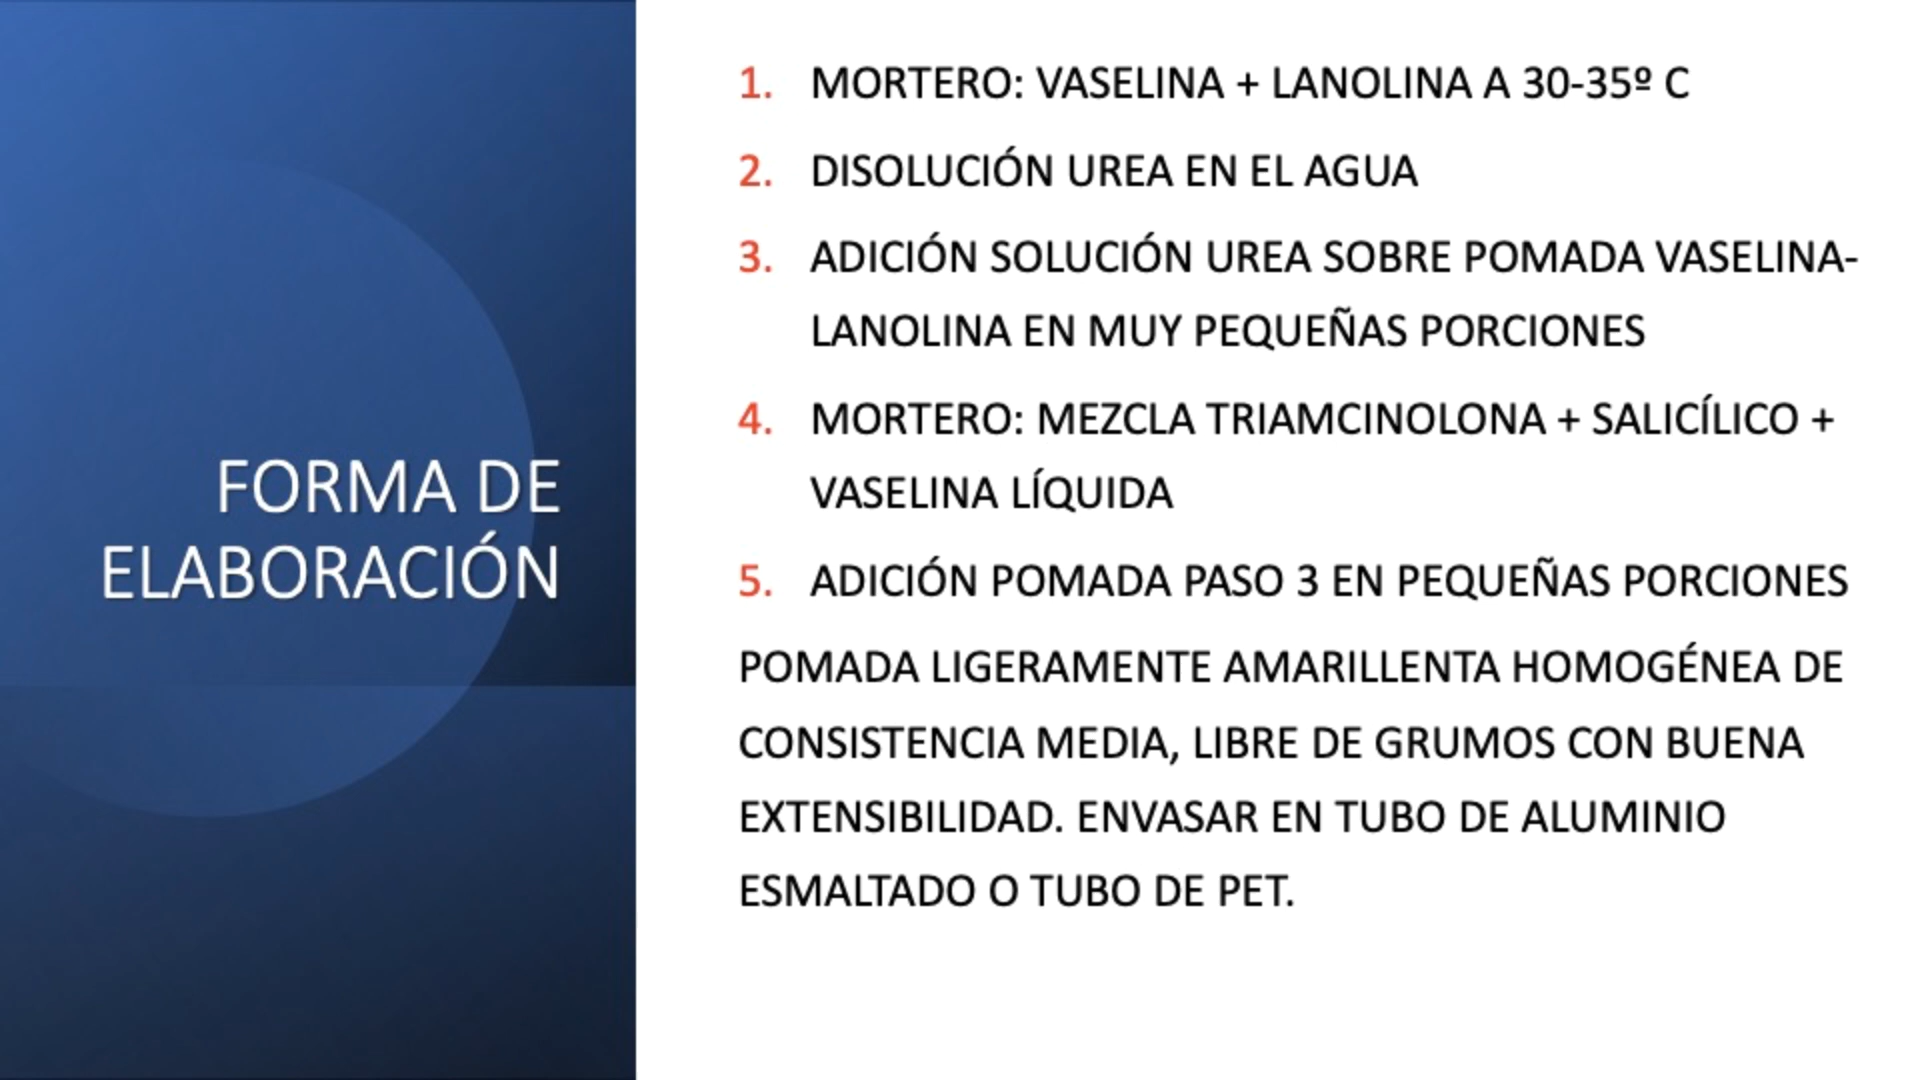 FORMA DE
ELABORACIÓN
1. MORTERO: VASELINA + LANOLINA A 30-35º C
2. DISOLUCIÓN UREA EN EL AGUA
3. ADICIÓN SOLUCIÓN UREA SOBRE POMADA VASELINA-
LANOLINA EN MUY PEQUEÑAS PORCIONES
4. MORTERO: MEZCLA TRIAMCINOLONA + SALICÍLICO +
VASELINA LÍQUIDA
5. ADICIÓN POMADA PASO 3 EN PEQUEÑAS PORCIONES
POMADA LIGERAMENTE AMARILLENTA HOMOGÉNEA DE
CONSISTENCIA MEDIA, LIBRE DE GRUMOS CON BUENA
EXTENSIBILIDAD. ENVASAR EN TUBO DE ALUMINIO
ESMALTADO O TUBO DE PET.